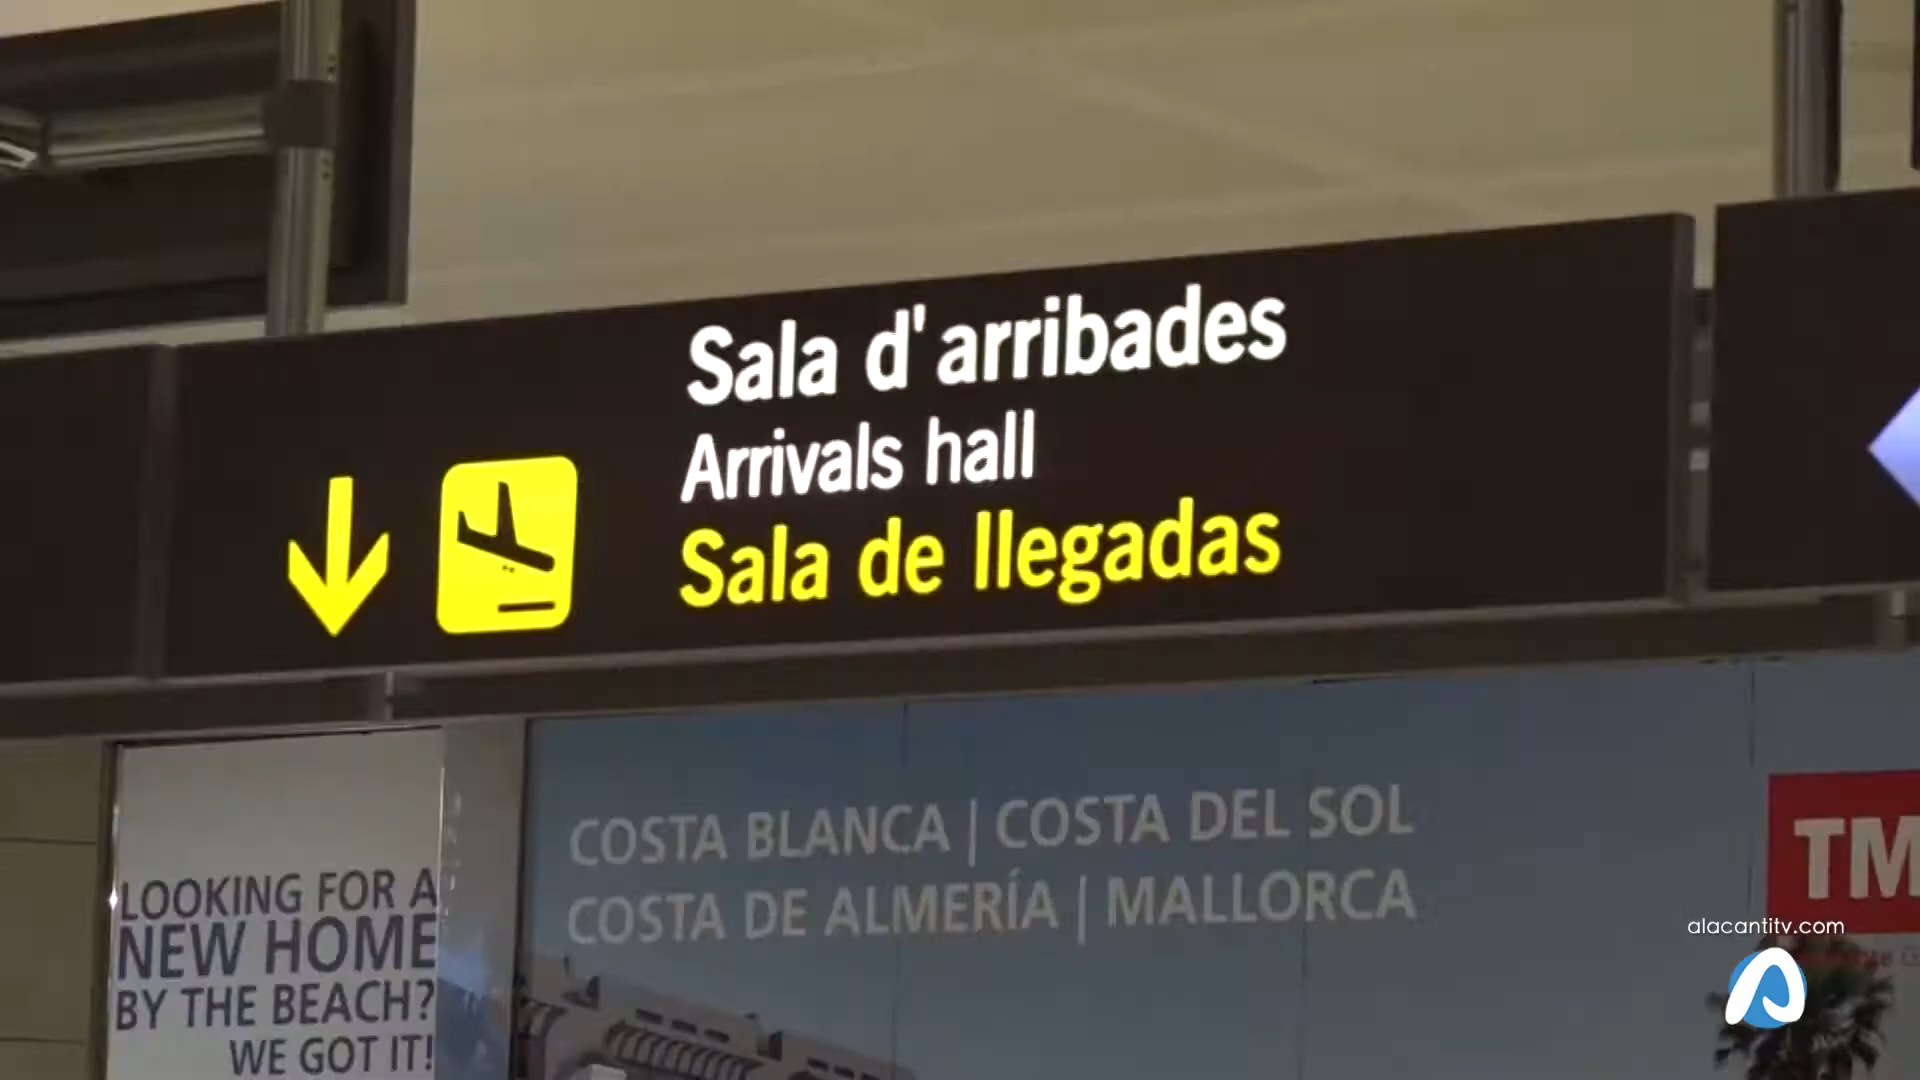 Sala d'arribades
Arrivals hall
Sala de llegadas
COSTA BLANCA | COSTA DEL SOL
COSTA DE ALMERÍA | MALLORCA
TM
LOOKING FOR A
NEW HOME
BY THE BEACH?
WE GOT IT!
alacantitv.com